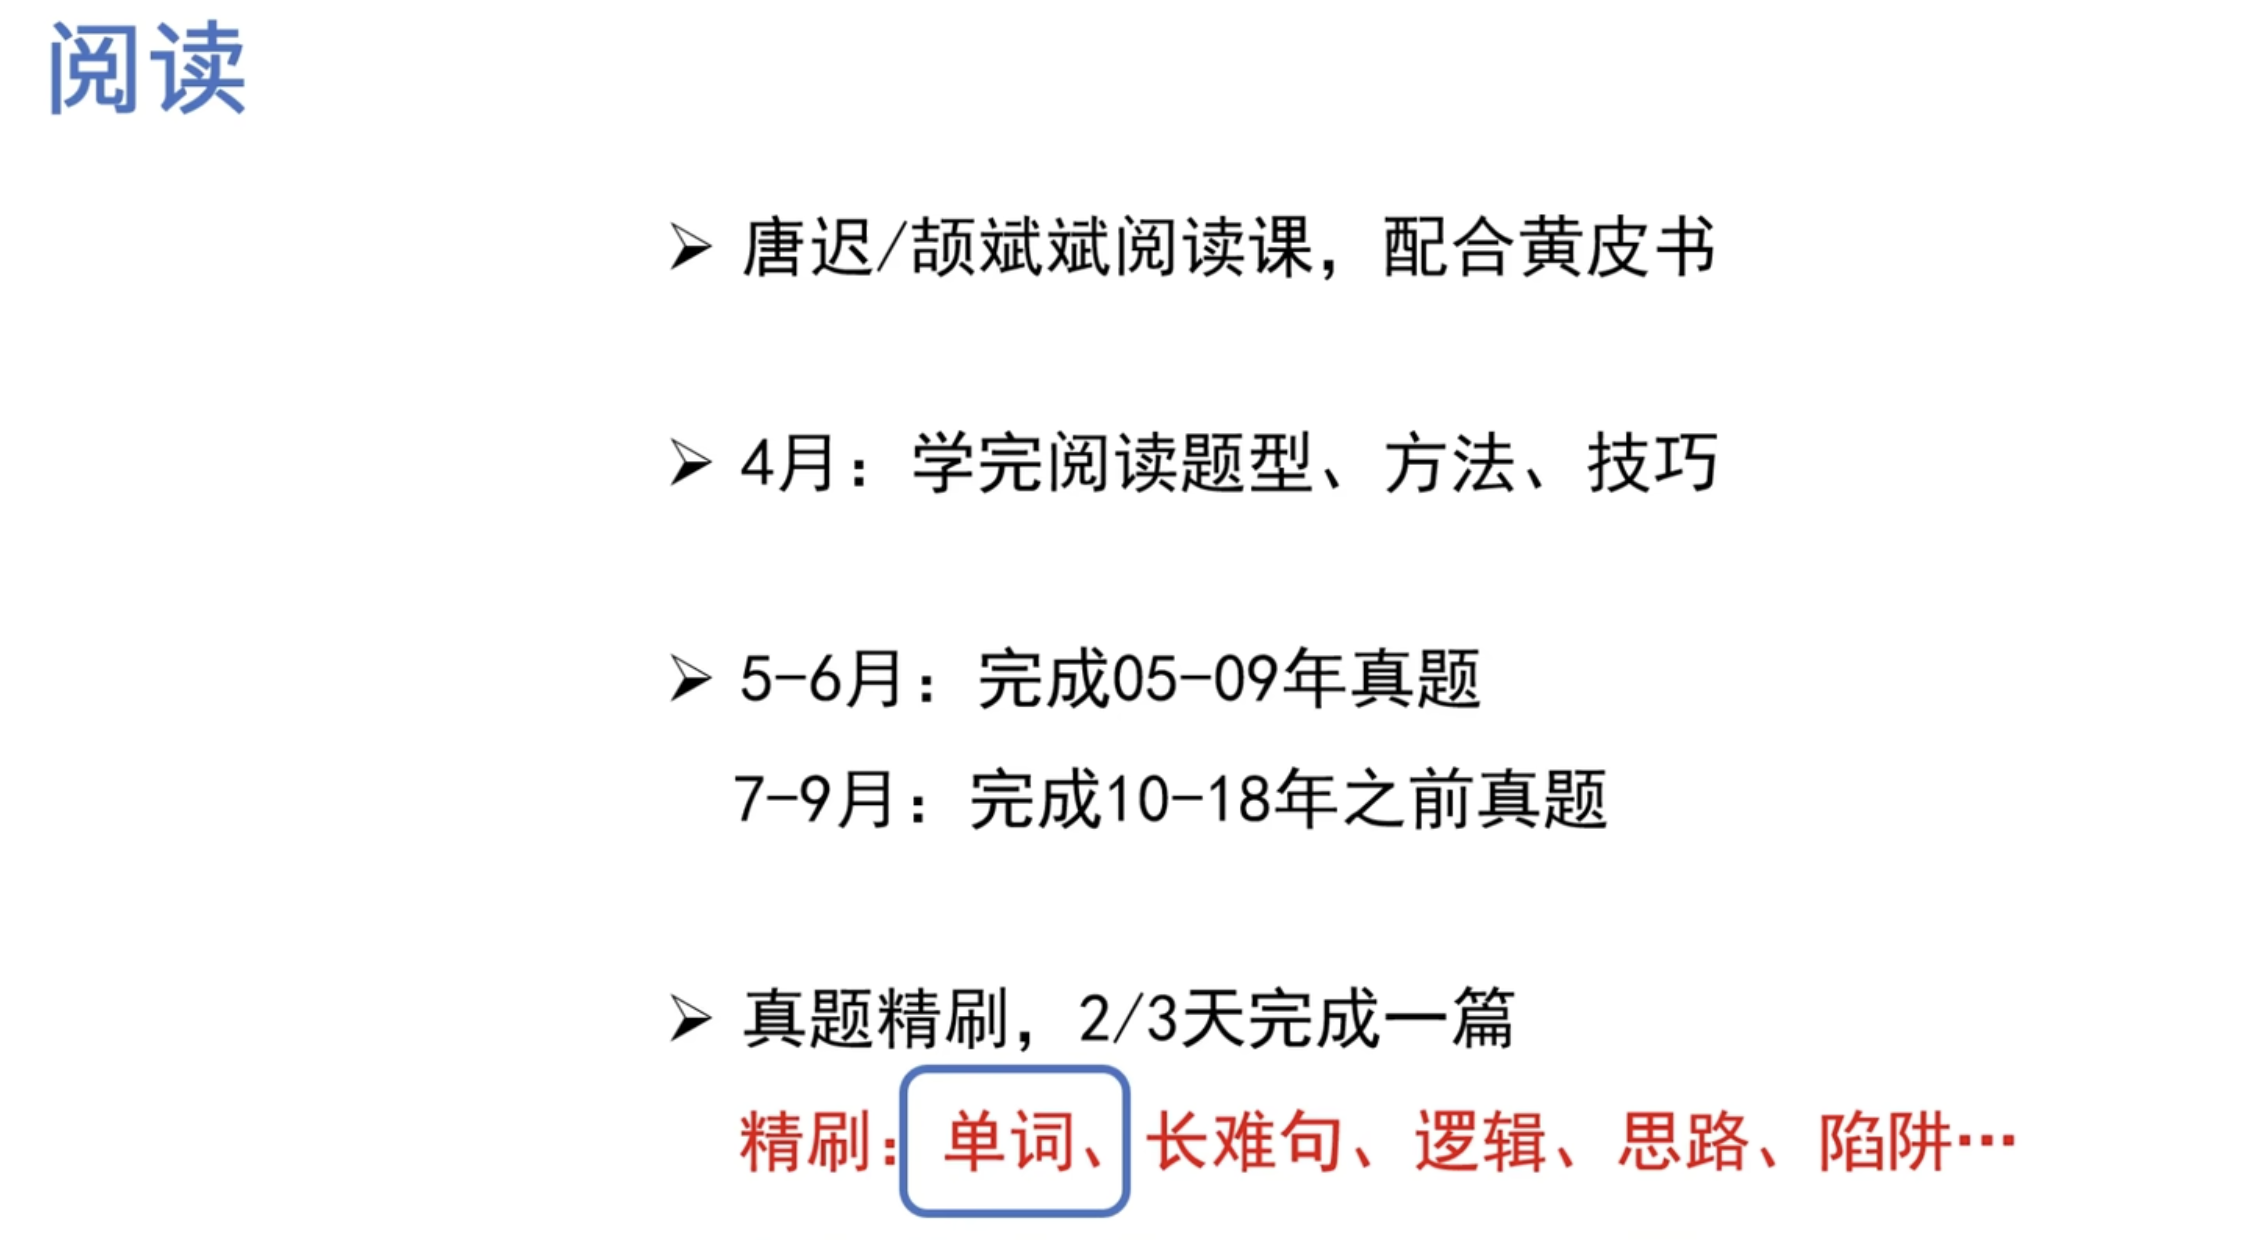 阅读
唐迟/颉斌斌阅读课，配合黄皮书
4月：学完阅读题型、方法、技巧
5-6月：完成05-09年真题
7-9月：完成10-18年之前真题
真题精刷，2/3天完成一篇
精刷：单词、长难句、逻辑、思路、陷阱…